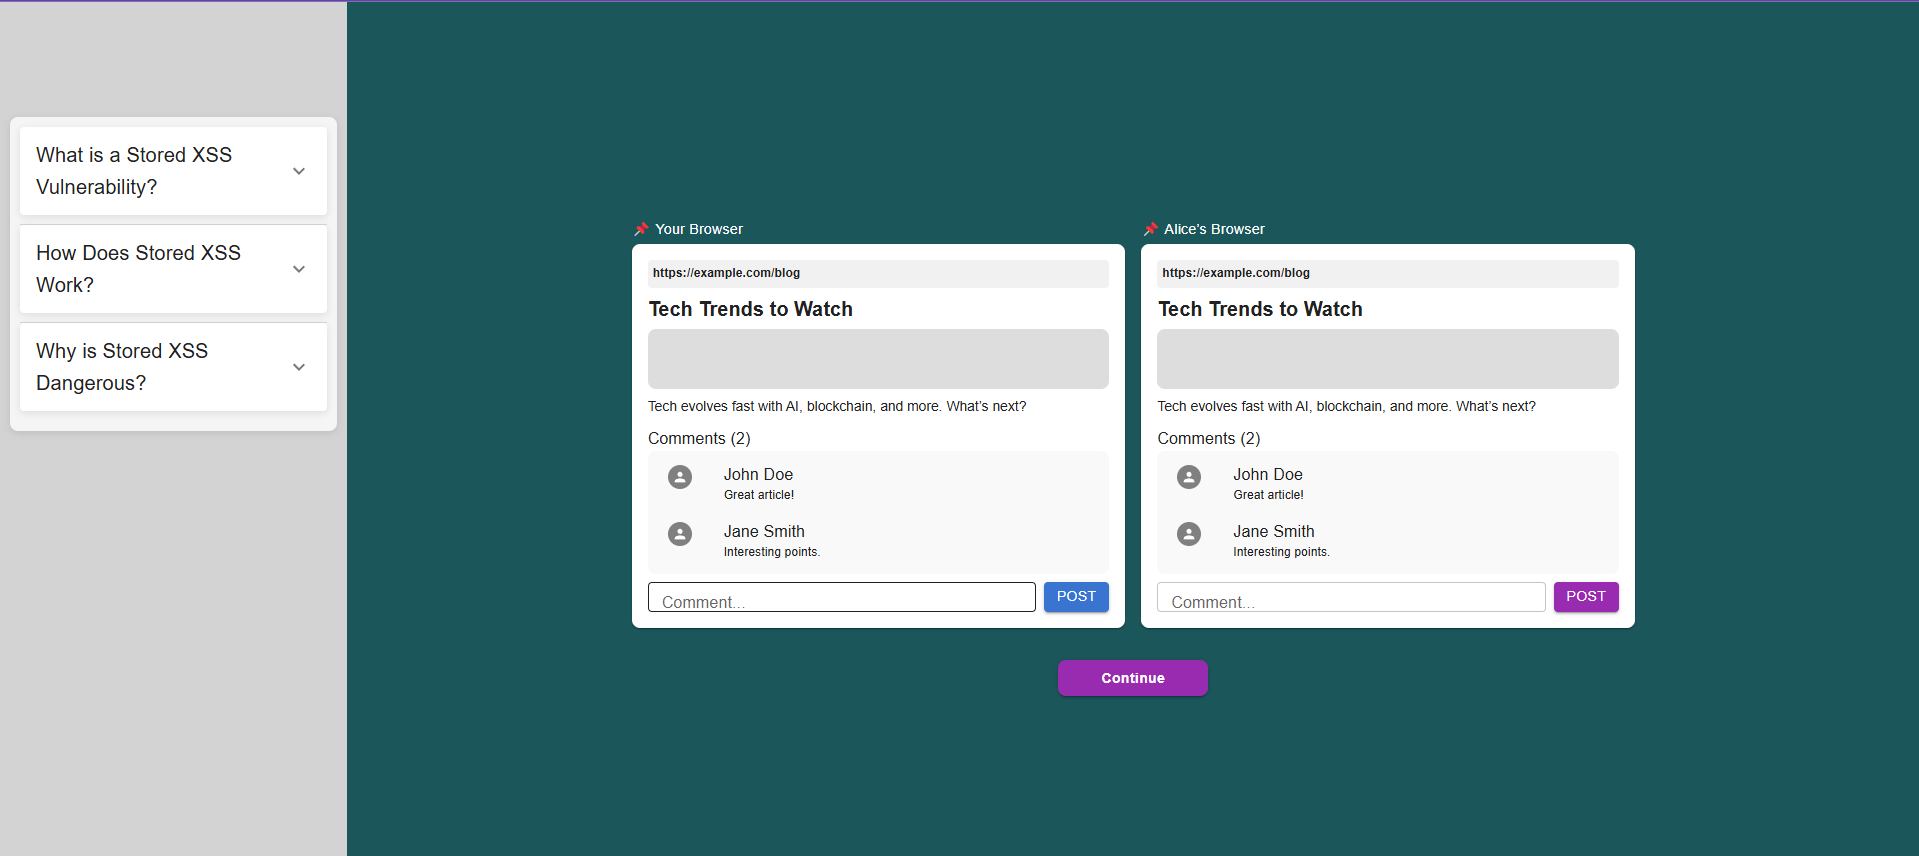 What is a Stored XSS
Vulnerability?
How Does Stored XSS
Work?
Why is Stored XSS
Dangerous?
📌 Your Browser
https://example.com/blog
Tech Trends to Watch
Tech evolves fast with AI, blockchain, and more. What’s next?
Comments (2)
John Doe
Great article!
Jane Smith
Interesting points.
Comment...
POST
📌 Alice’s Browser
https://example.com/blog
Tech Trends to Watch
Tech evolves fast with AI, blockchain, and more. What’s next?
Comments (2)
John Doe
Great article!
Jane Smith
Interesting points.
Comment...
POST
Continue